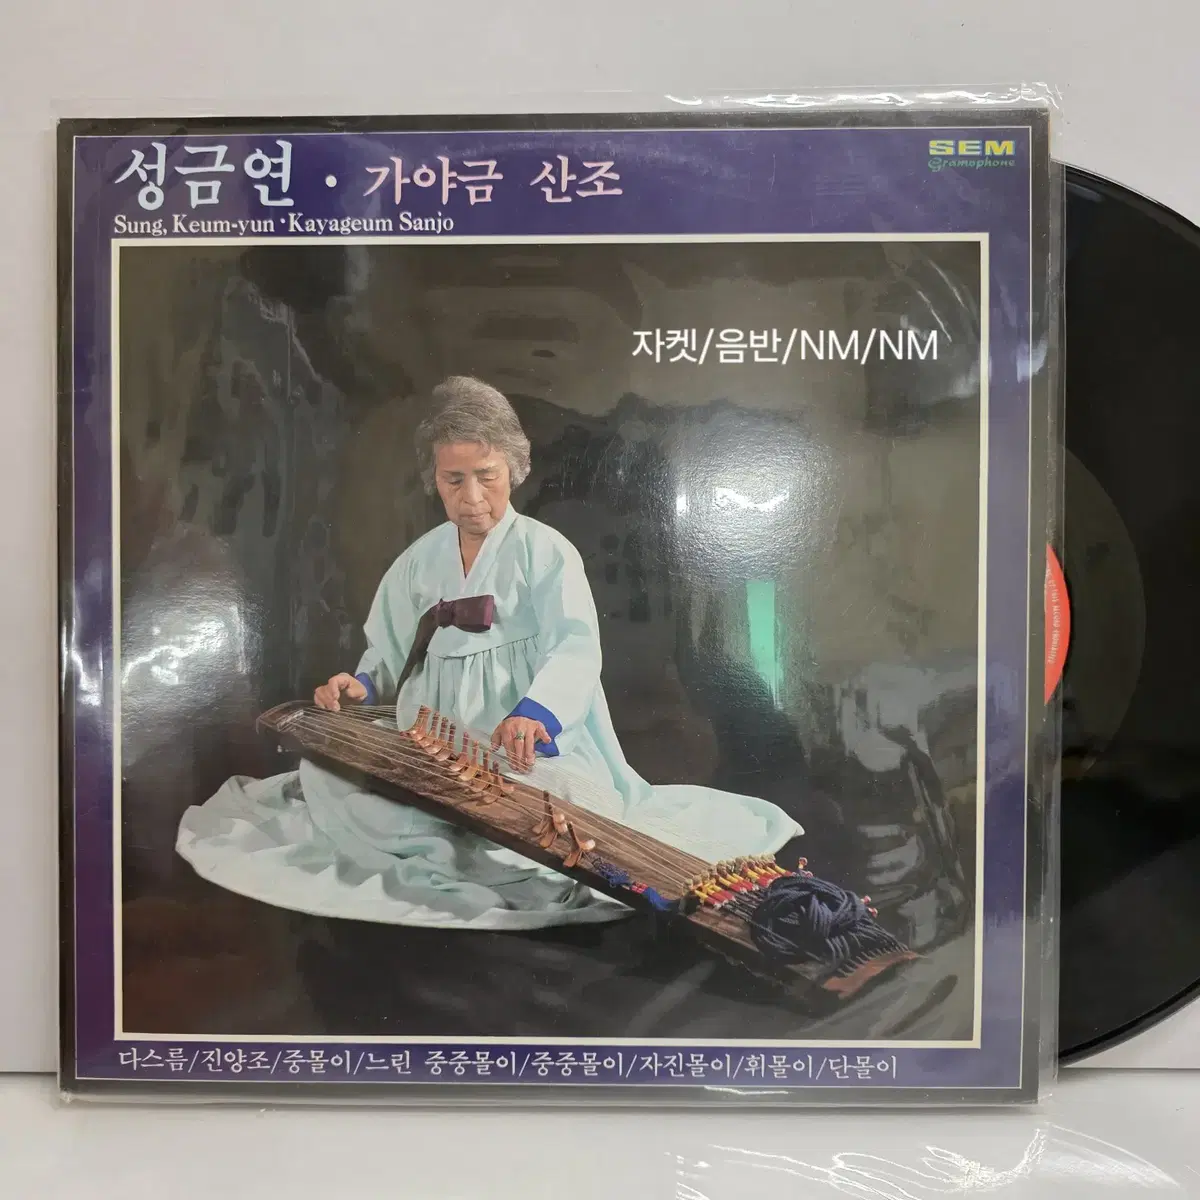 성금연 · 가야금 산조
SEM
Gramophone
Sung, Keum-yun · Kayageum Sanjo
자켓/음반/NM/NM
다스름/진양조/중몰이/느린 중중몰이/중중몰이/자진몰이/휘몰이/단몰이